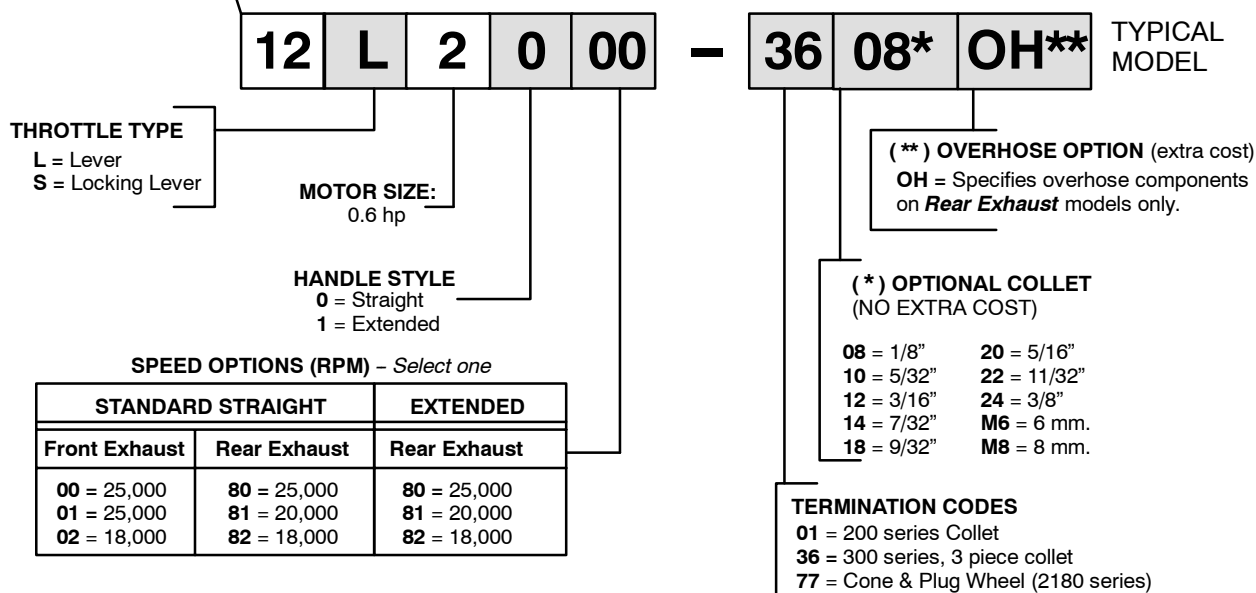 12 L 2 0 00 – 36 08* OH** TYPICAL
MODEL
THROTTLE TYPE
L = Lever
S = Locking Lever
MOTOR SIZE:
0.6 hp
HANDLE STYLE
0 = Straight
1 = Extended
SPEED OPTIONS (RPM) – Select one
STANDARD STRAIGHT EXTENDED
Front Exhaust Rear Exhaust Rear Exhaust
00 = 25,000 80 = 25,000 80 = 25,000
01 = 25,000 81 = 20,000 81 = 20,000
02 = 18,000 82 = 18,000 82 = 18,000
(**) OVERHOSE OPTION (extra cost)
OH = Specifies overhose components
on Rear Exhaust models only.
(*) OPTIONAL COLLET
(NO EXTRA COST)
08 = 1/8” 20 = 5/16”
10 = 5/32” 22 = 11/32”
12 = 3/16” 24 = 3/8”
14 = 7/32” M6 = 6 mm.
18 = 9/32” M8 = 8 mm.
TERMINATION CODES
01 = 200 series Collet
36 = 300 series, 3 piece collet
77 = Cone & Plug Wheel (2180 series)